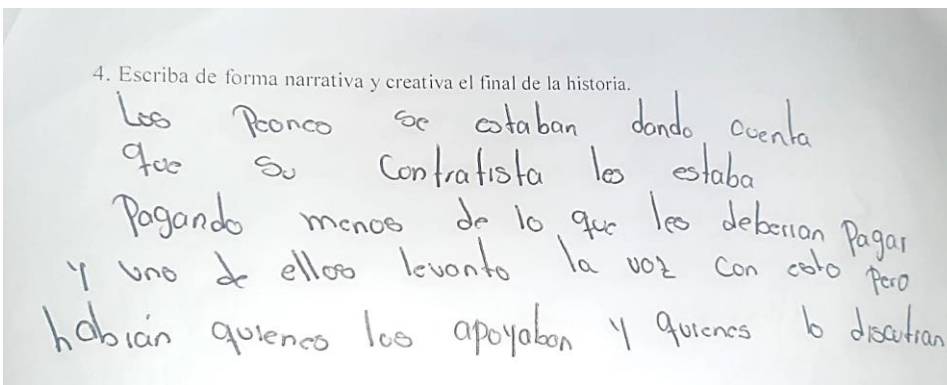 4. Escriba de forma narrativa y creativa el final de la historia.
Los Peones se estaban dando cuenta
que su Contratista les estaba
Pagando menos de lo que les deberian Pagar
y uno de ellos levanto la voz con esto Pero
habián quienes los apoyaban y quienes lo discutian